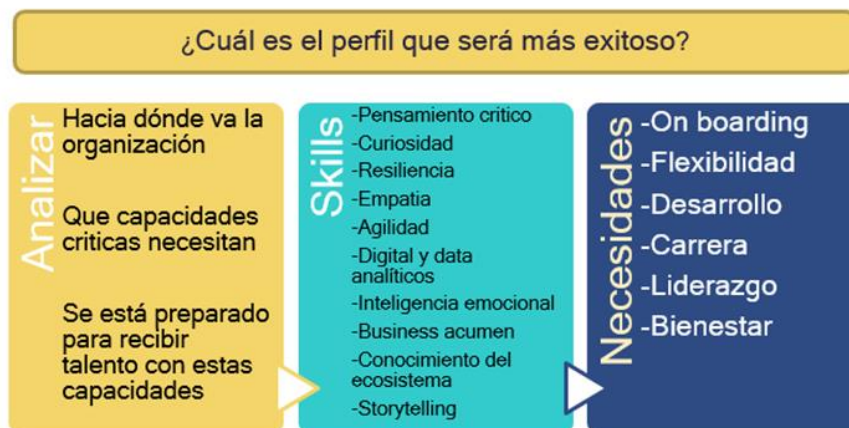 ¿Cuál es el perfil que será más exitoso?
Analizar
Hacia dónde va la
organización
Que capacidades
criticas necesitan
Se está preparado
para recibir
talento con estas
capacidades
Skills
-Pensamiento critico
-Curiosidad
-Resiliencia
-Empatia
-Agilidad
-Digital y data
analíticos
-Inteligencia emocional
-Business acumen
-Conocimiento del
ecosistema
-Storytelling
Necesidades
-On boarding
-Flexibilidad
-Desarrollo
-Carrera
-Liderazgo
-Bienestar